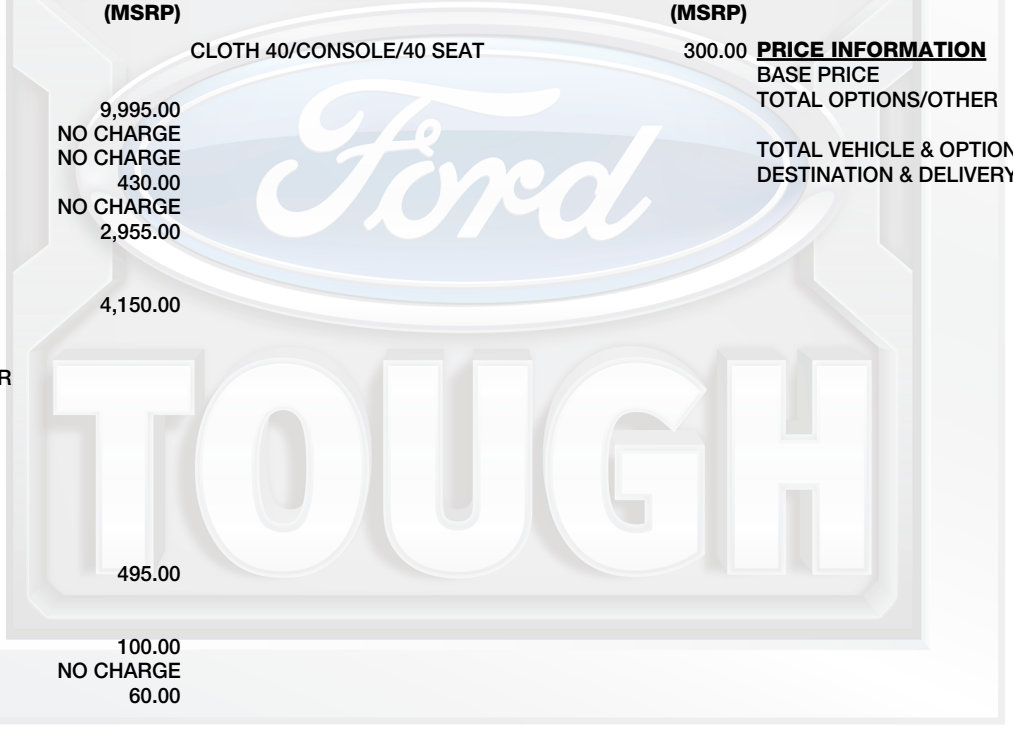 (MSRP) (MSRP)
CLOTH 40/CONSOLE/40 SEAT 300.00 PRICE INFORMATION
BASE PRICE
9,995.00 TOTAL OPTIONS/OTHER
NO CHARGE
NO CHARGE TOTAL VEHICLE & OPTION
430.00 DESTINATION & DELIVERY
NO CHARGE
2,955.00
Ford
4,150.00
R
TOUGH
495.00
100.00
NO CHARGE
60.00